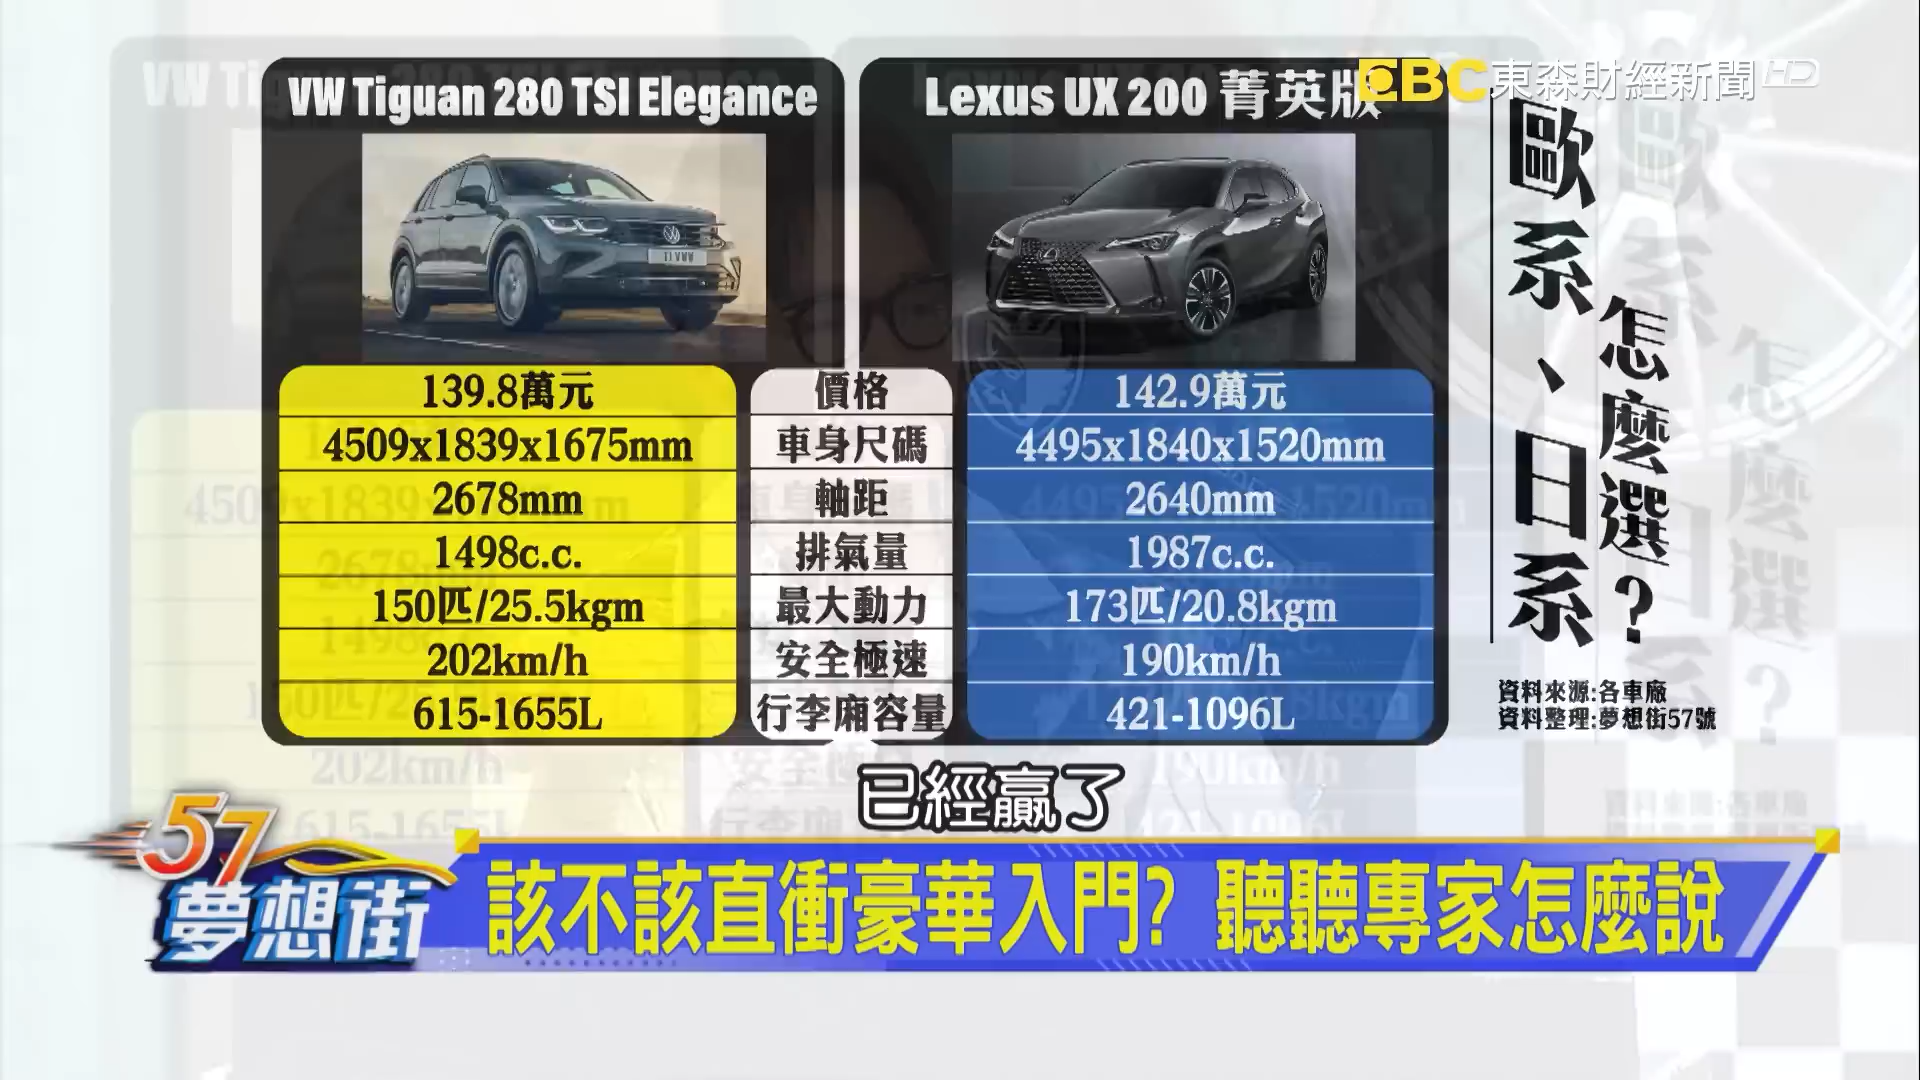 VW Tiguan 280 TSI Elegance
Lexus UX 200 菁英版
EBC 東森財經新聞 HD
歐系、日系
怎麼選?
T1 VWW
139.8萬元 價格 142.9萬元
4509x1839x1675mm 車身尺碼 4495x1840x1520mm
2678mm 軸距 2640mm
1498c.c. 排氣量 1987c.c.
150匹/25.5kgm 最大動力 173匹/20.8kgm
202km/h 安全極速 190km/h
615-1655L 行李廂容量 421-1096L
資料來源:各車廠
資料整理:夢想街57號
已經贏了
57夢想街
該不該直衝豪華入門? 聽聽專家怎麼說